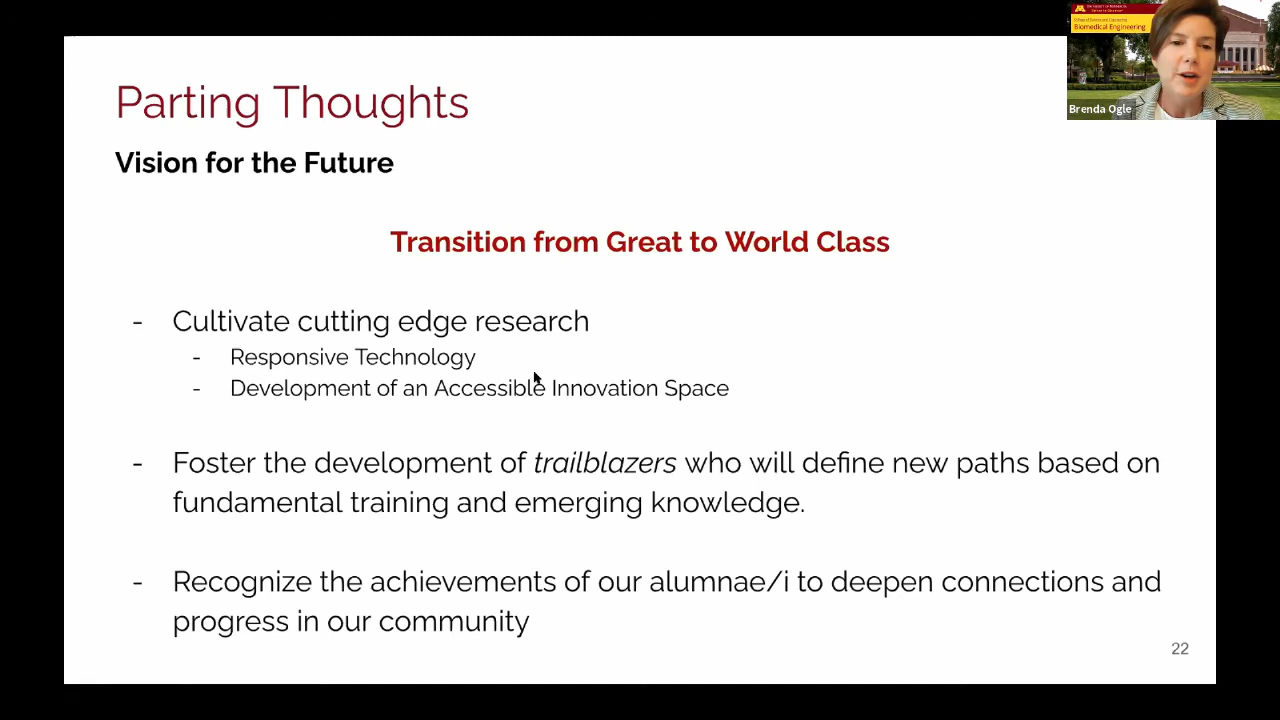 Parting Thoughts
Vision for the Future
Transition from Great to World Class
- Cultivate cutting edge research
- Responsive Technology
- Development of an Accessible Innovation Space
- Foster the development of trailblazers who will define new paths based on
fundamental training and emerging knowledge.
- Recognize the achievements of our alumnae/i to deepen connections and
progress in our community
22
Biomedical Engineering
Brenda Ogle